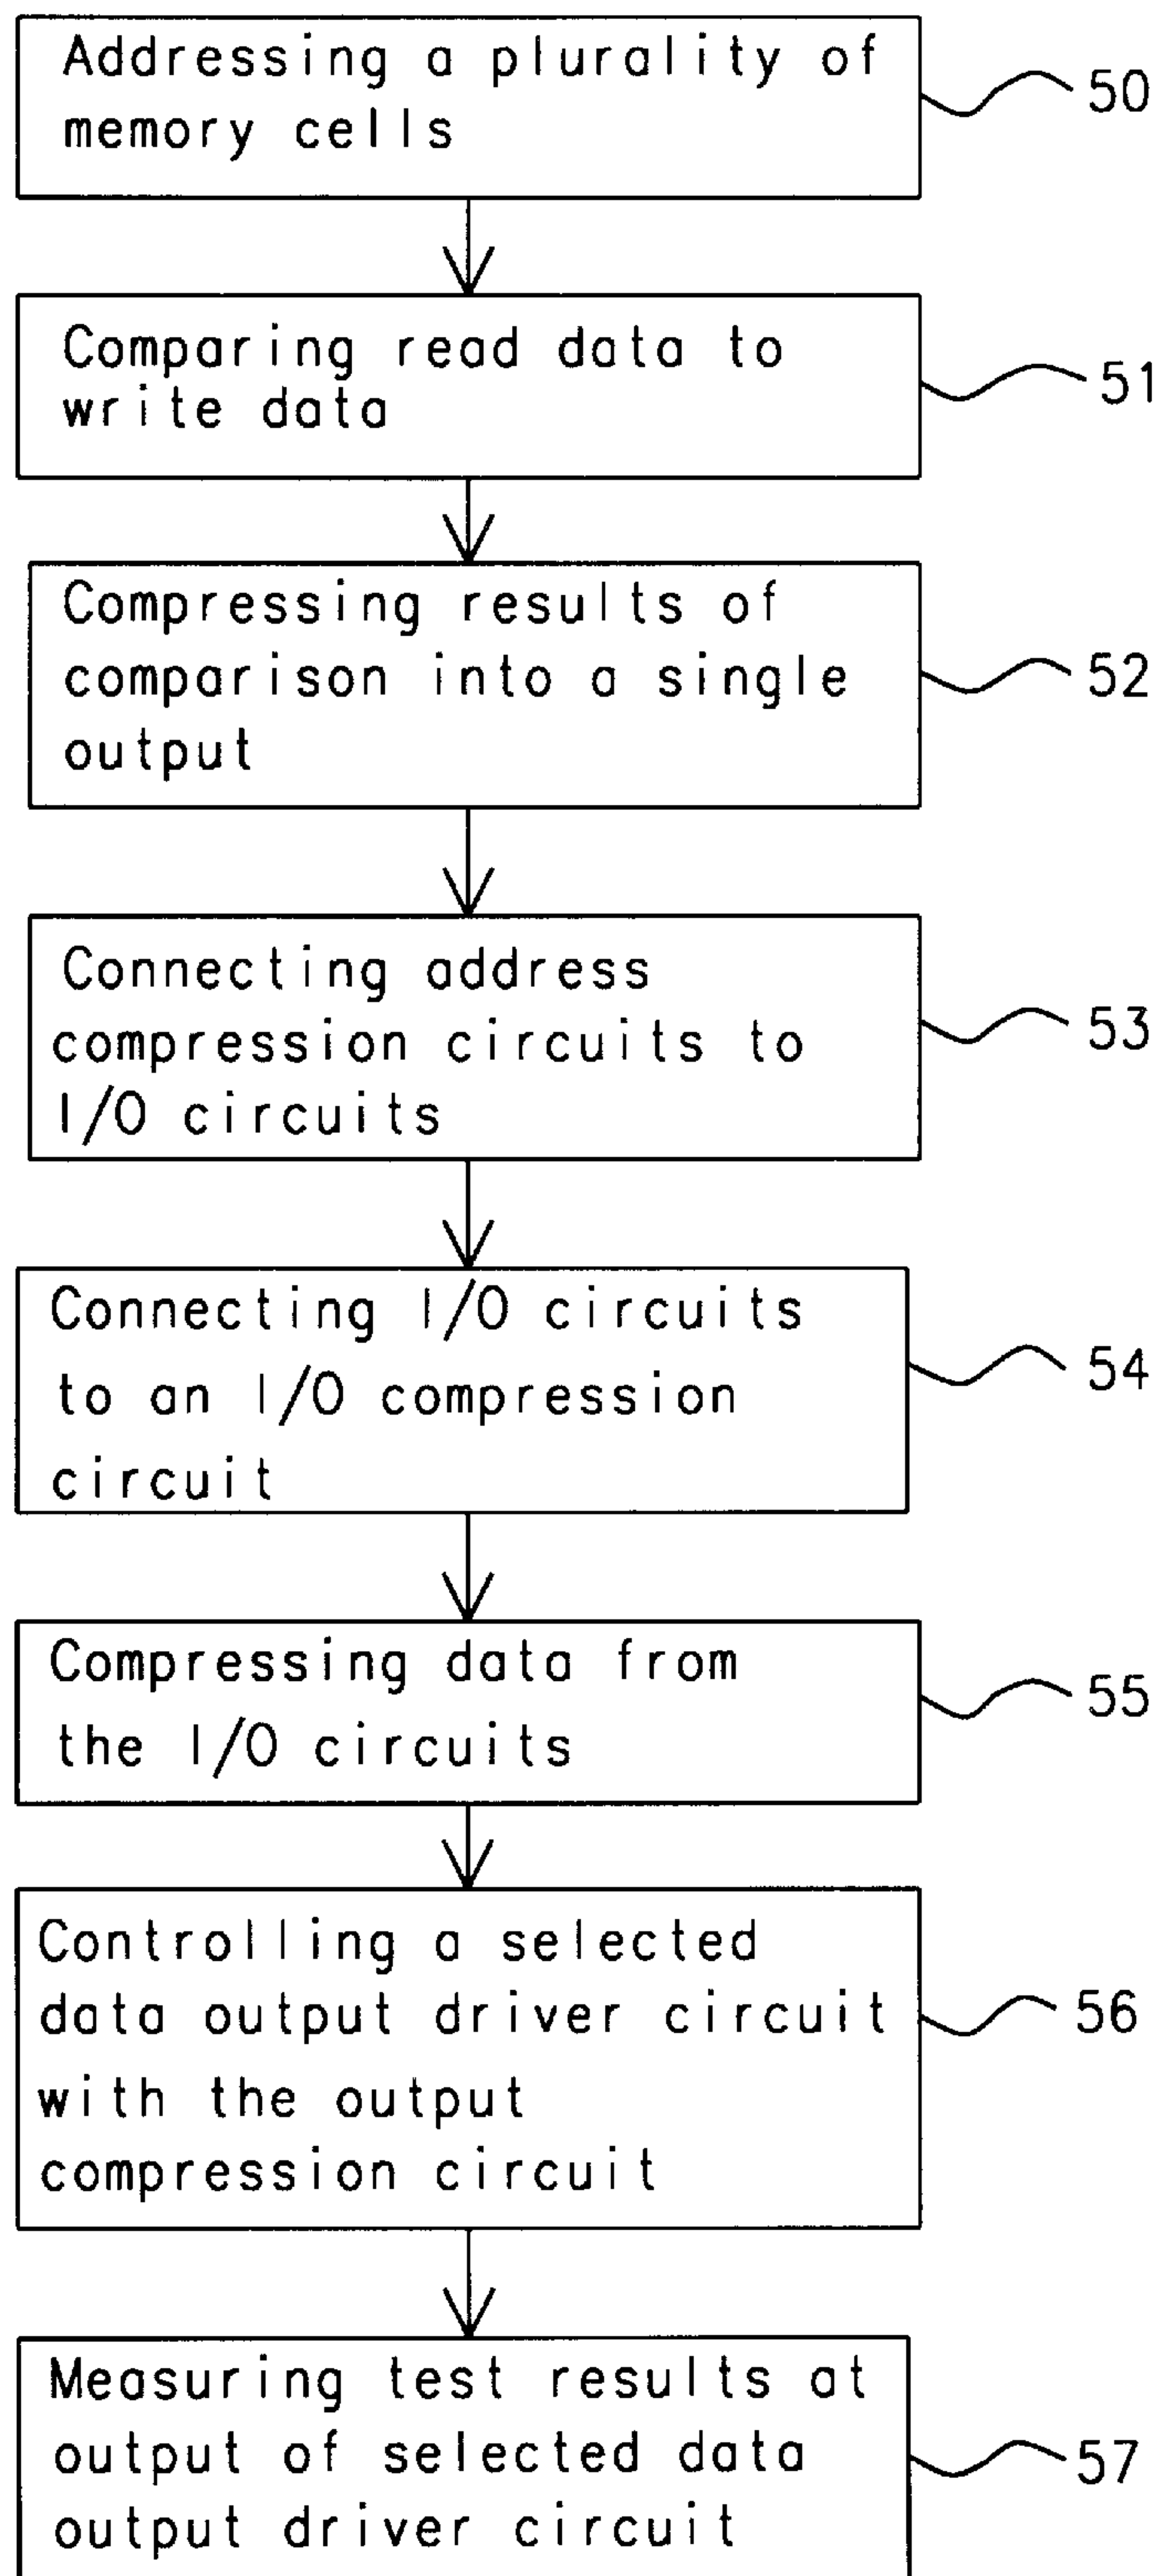 Addressing a plurality of
memory cells
50
Comparing read data to
write data
51
Compressing results of
comparison into a single
output
52
Connecting address
compression circuits to
I/O circuits
53
Connecting I/O circuits
to an I/O compression
circuit
54
Compressing data from
the I/O circuits
55
Controlling a selected
data output driver circuit
with the output
compression circuit
56
Measuring test results at
output of selected data
output driver circuit
57